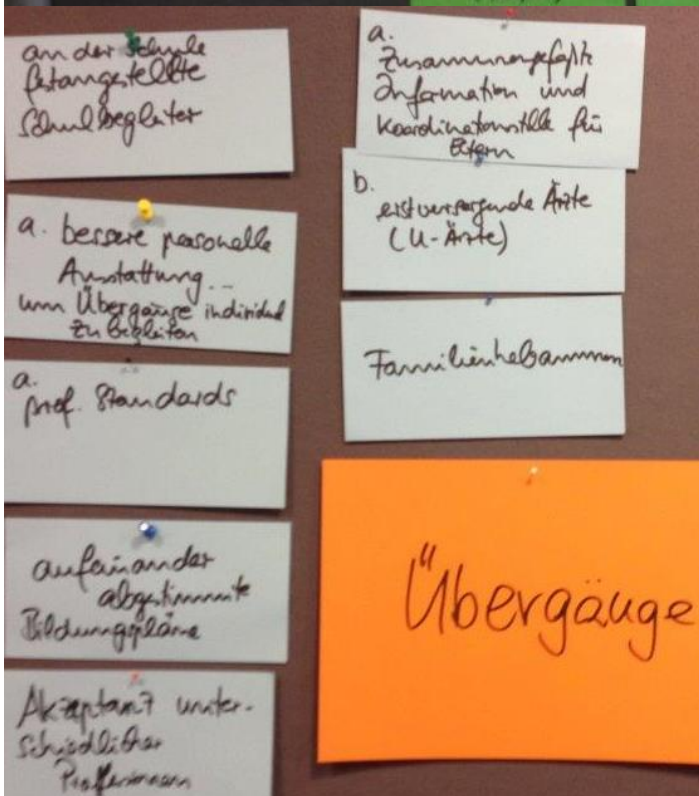 an der Schule
festangestellte
Schulbegleiter
a. bessere personelle
Ausstattung...
um Übergänge individuell
zu begleiten
a.
prof. Standards
aufeinander
abgestimmte
Bildungspläne
Akzeptanz unter-
schiedlicher
Professionen
a.
Zusammengefaßte
Information und
Koordinationsstelle für
Eltern
b.
erstversorgende Ärzte
(U-Ärzte)
Familienhebammen
Übergänge